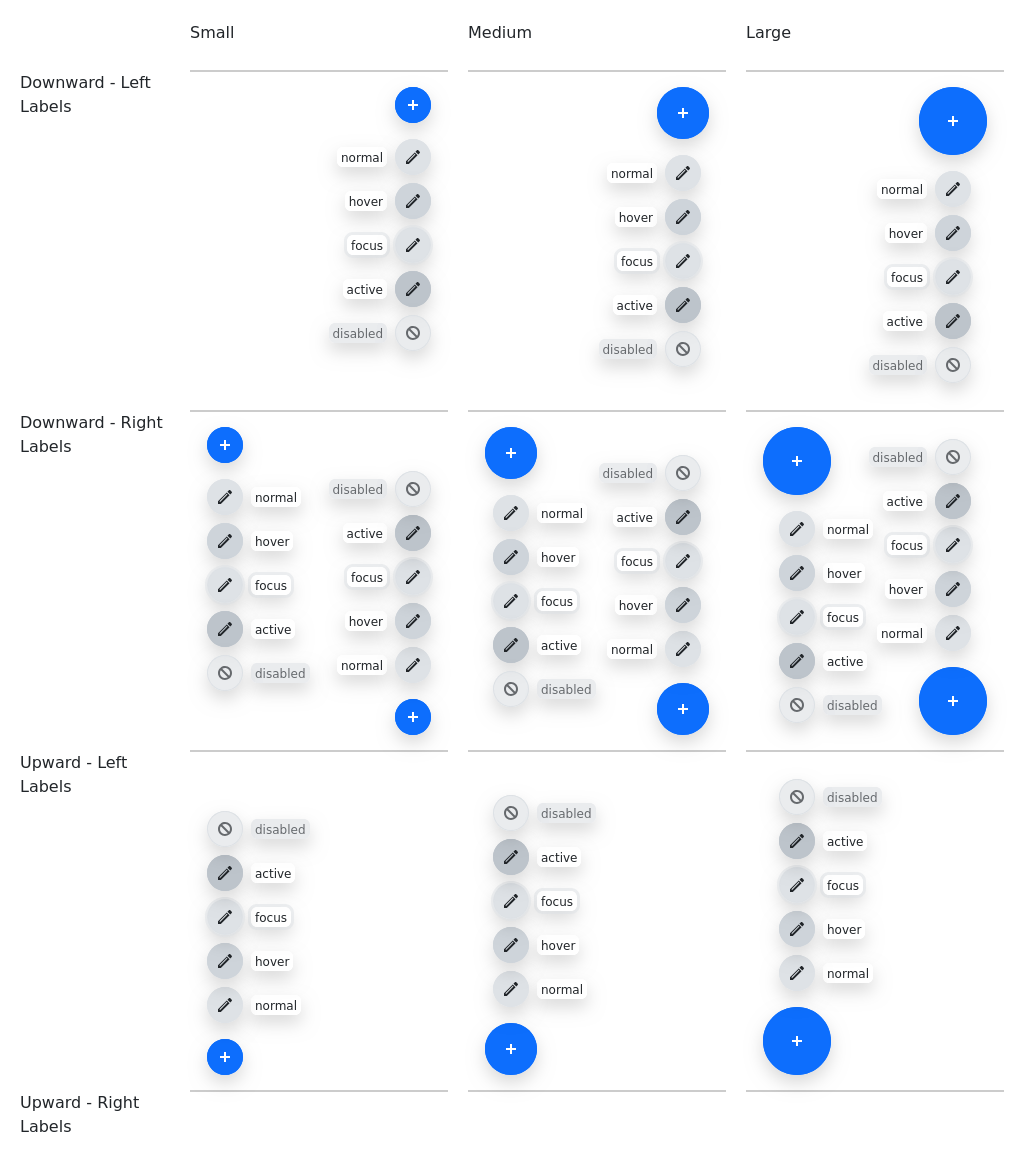 Small Medium Large
Downward - Left
Labels
normal
hover
focus
active
disabled
normal
hover
focus
active
disabled
normal
hover
focus
active
disabled
Downward - Right
Labels
normal
hover
focus
active
disabled
disabled
active
focus
hover
normal
normal
hover
focus
active
disabled
disabled
active
focus
hover
normal
normal
hover
focus
active
disabled
disabled
active
focus
hover
normal
Upward - Left
Labels
disabled
active
focus
hover
normal
disabled
active
focus
hover
normal
disabled
active
focus
hover
normal
Upward - Right
Labels